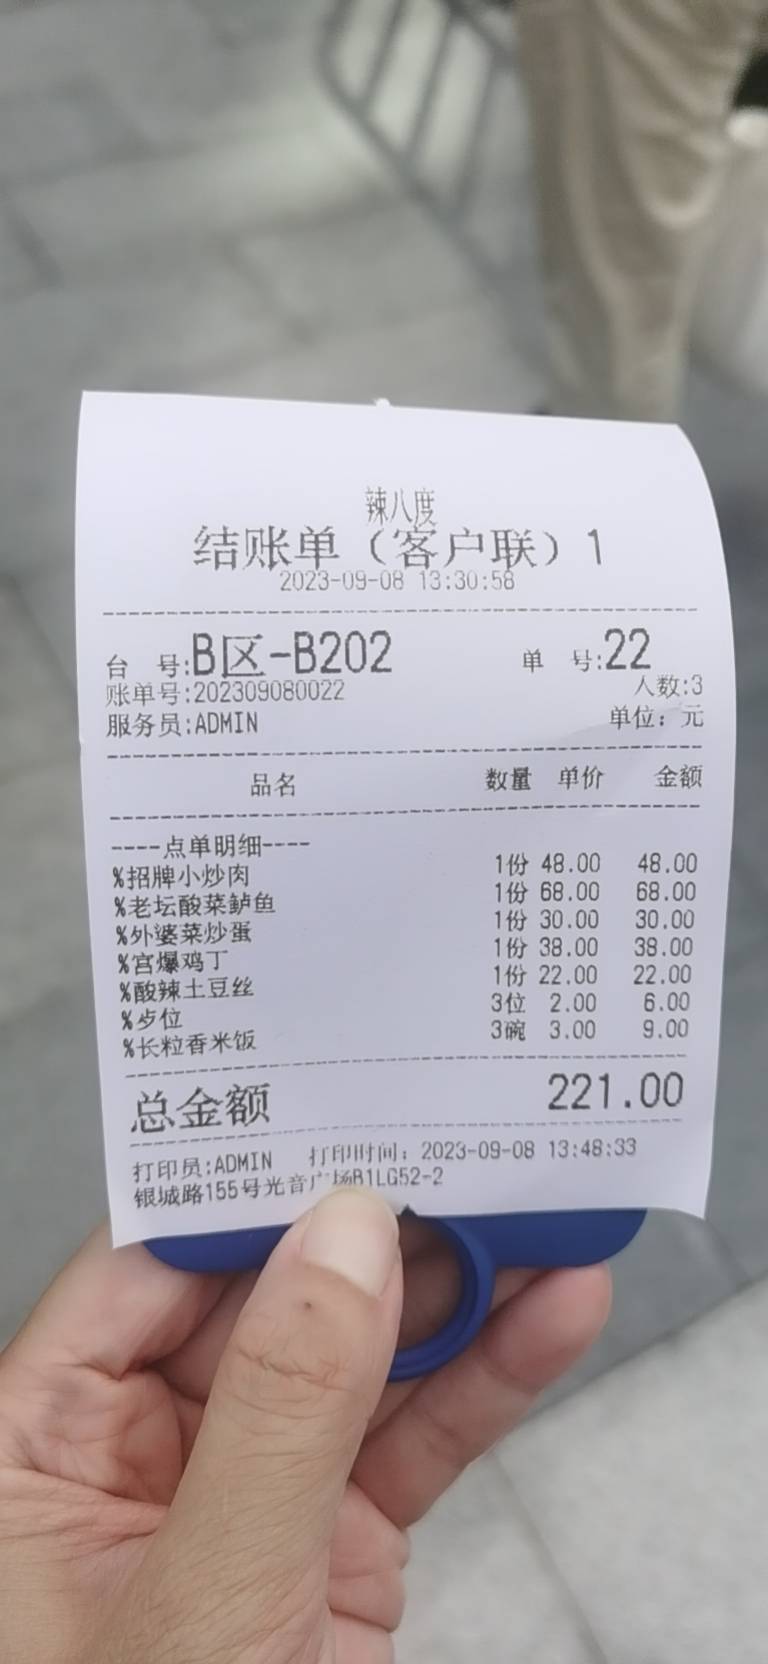 辣八度
结账单（客户联）1
2023-09-08 13:30:58
台 号:B区-B202 单 号:22
账单号:202309080022 人数:3
服务员:ADMIN 单位：元
品名 数量 单价 金额
----点单明细----
%招牌小炒肉 1份 48.00 48.00
%老坛酸菜鲈鱼 1份 68.00 68.00
%外婆菜炒蛋 1份 30.00 30.00
%宫爆鸡丁 1份 38.00 38.00
%酸辣土豆丝 1份 22.00 22.00
%歺位 3位 2.00 6.00
%长粒香米饭 3碗 3.00 9.00
总金额 221.00
打印员:ADMIN 打印时间：2023-09-08 13:48:33
银城路155号光音广场B1LG52-2